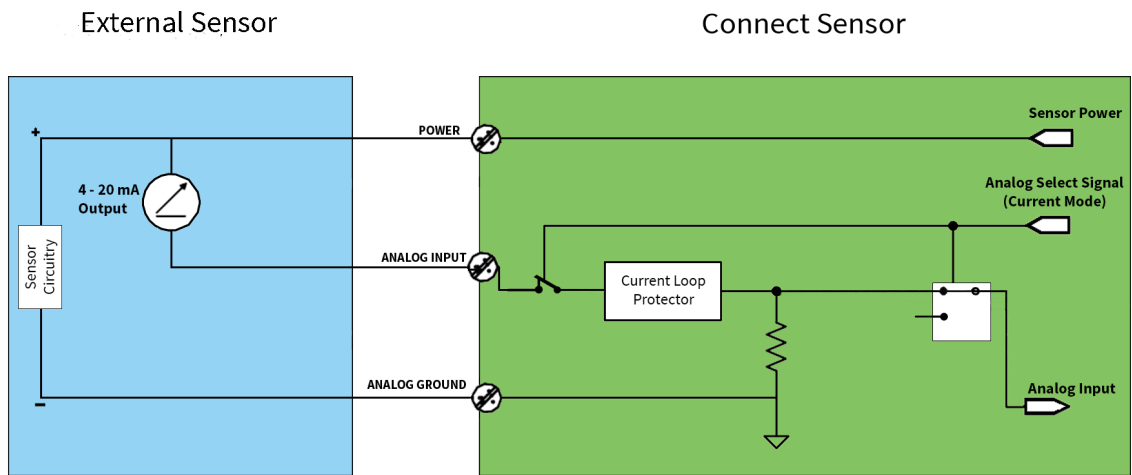 External Sensor
Connect Sensor
POWER
Sensor Power
+
4 - 20 mA
Output
Analog Select Signal
(Current Mode)
Sensor
Circuitry
ANALOG INPUT
Current Loop
Protector
ANALOG GROUND
Analog Input
-